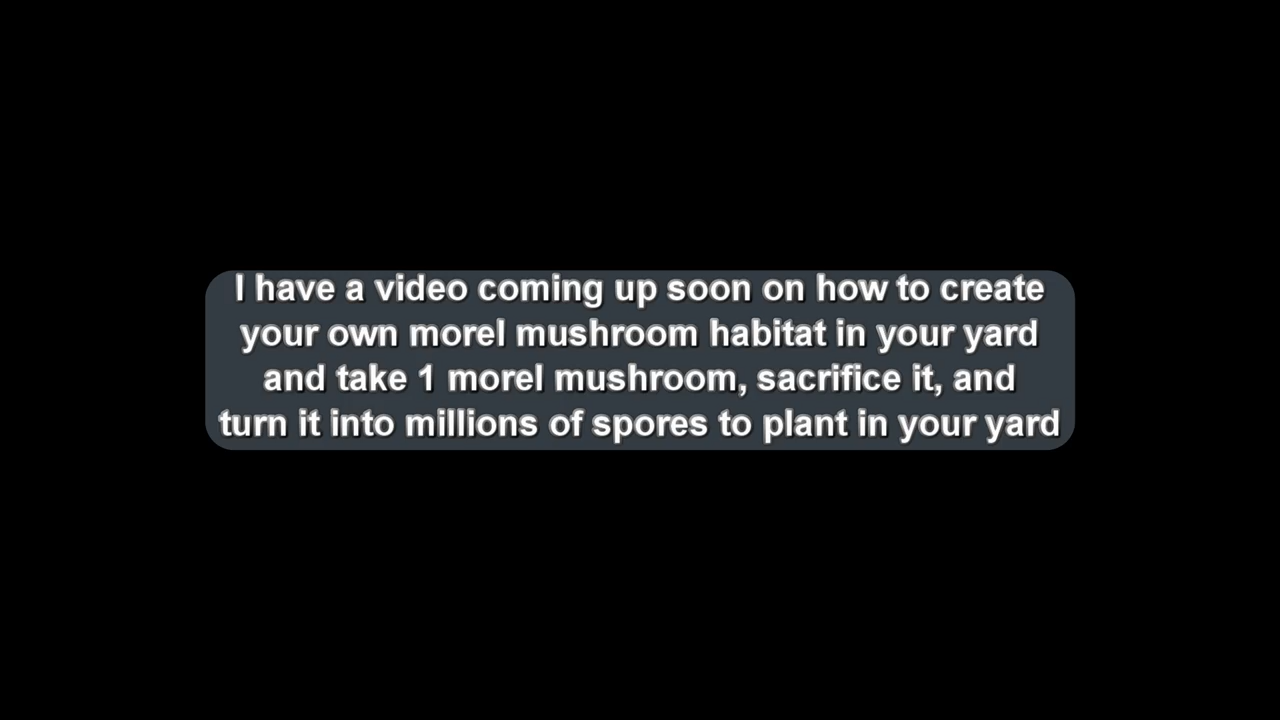 I have a video coming up soon on how to create
your own morel mushroom habitat in your yard
and take 1 morel mushroom, sacrifice it, and
turn it into millions of spores to plant in your yard